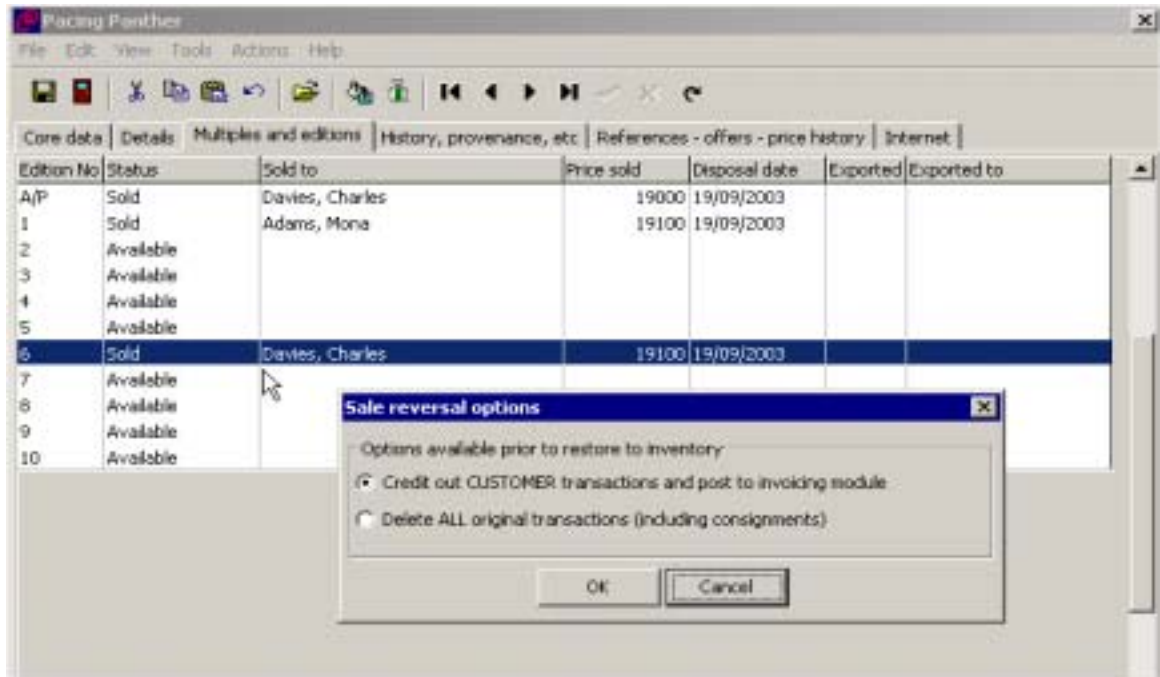 Pacing Panther
File Edit View Tools Actions Help
Core data Details Multiples and editions History, provenance, etc References - offers - price history Internet
Edition No Status Sold to Price sold Disposal date Exported Exported to
A/P Sold Davies, Charles 19000 19/09/2003
1 Sold Adams, Mona 19100 19/09/2003
2 Available
3 Available
4 Available
5 Available
6 Sold Davies, Charles 19100 19/09/2003
7 Available
8 Available
9 Available
10 Available
Sale reversal options
Options available prior to restore to inventory
Credit out CUSTOMER transactions and post to invoicing module
Delete ALL original transactions (including consignments)
OK Cancel